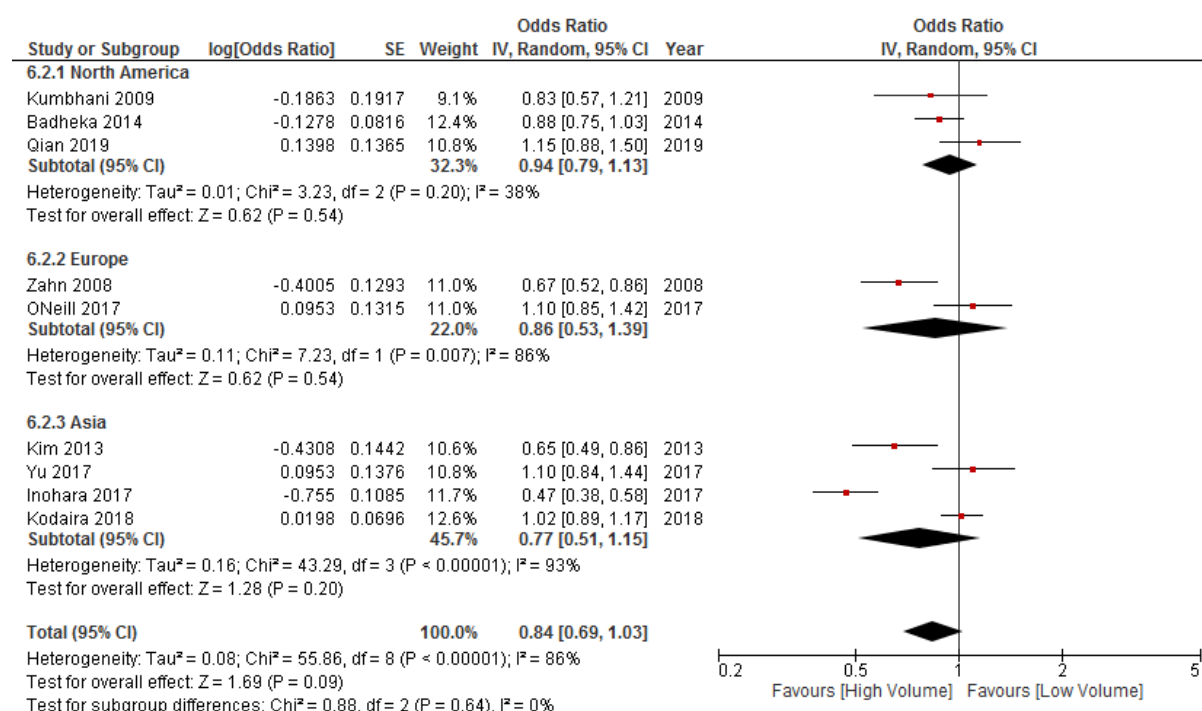 Odds Ratio Odds Ratio
Study or Subgroup log[Odds Ratio] SE Weight IV, Random, 95% CI Year IV, Random, 95% CI
6.2.1 North America
Kumbhani 2009 -0.1863 0.1917 9.1% 0.83 [0.57, 1.21] 2009
Badheka 2014 -0.1278 0.0816 12.4% 0.88 [0.75, 1.03] 2014
Qian 2019 0.1398 0.1365 10.8% 1.15 [0.88, 1.50] 2019
Subtotal (95% CI) 32.3% 0.94 [0.79, 1.13]
Heterogeneity: Tau² = 0.01; Chi² = 3.23, df = 2 (P = 0.20); I² = 38%
Test for overall effect: Z = 0.62 (P = 0.54)
6.2.2 Europe
Zahn 2008 -0.4005 0.1293 11.0% 0.67 [0.52, 0.86] 2008
ONeill 2017 0.0953 0.1315 11.0% 1.10 [0.85, 1.42] 2017
Subtotal (95% CI) 22.0% 0.86 [0.53, 1.39]
Heterogeneity: Tau² = 0.11; Chi² = 7.23, df = 1 (P = 0.007); I² = 86%
Test for overall effect: Z = 0.62 (P = 0.54)
6.2.3 Asia
Kim 2013 -0.4308 0.1442 10.6% 0.65 [0.49, 0.86] 2013
Yu 2017 0.0953 0.1376 10.8% 1.10 [0.84, 1.44] 2017
Inohara 2017 -0.755 0.1085 11.7% 0.47 [0.38, 0.58] 2017
Kodaira 2018 0.0198 0.0696 12.6% 1.02 [0.89, 1.17] 2018
Subtotal (95% CI) 45.7% 0.77 [0.51, 1.15]
Heterogeneity: Tau² = 0.16; Chi² = 43.29, df = 3 (P < 0.00001); I² = 93%
Test for overall effect: Z = 1.28 (P = 0.20)
Total (95% CI) 100.0% 0.84 [0.69, 1.03]
Heterogeneity: Tau² = 0.08; Chi² = 55.86, df = 8 (P < 0.00001); I² = 86%
Test for overall effect: Z = 1.69 (P = 0.09)
Test for subgroup differences: Chi² = 0.88, df = 2 (P = 0.64), I² = 0%
0.2 0.5 1 2 5
Favours [High Volume] Favours [Low Volume]